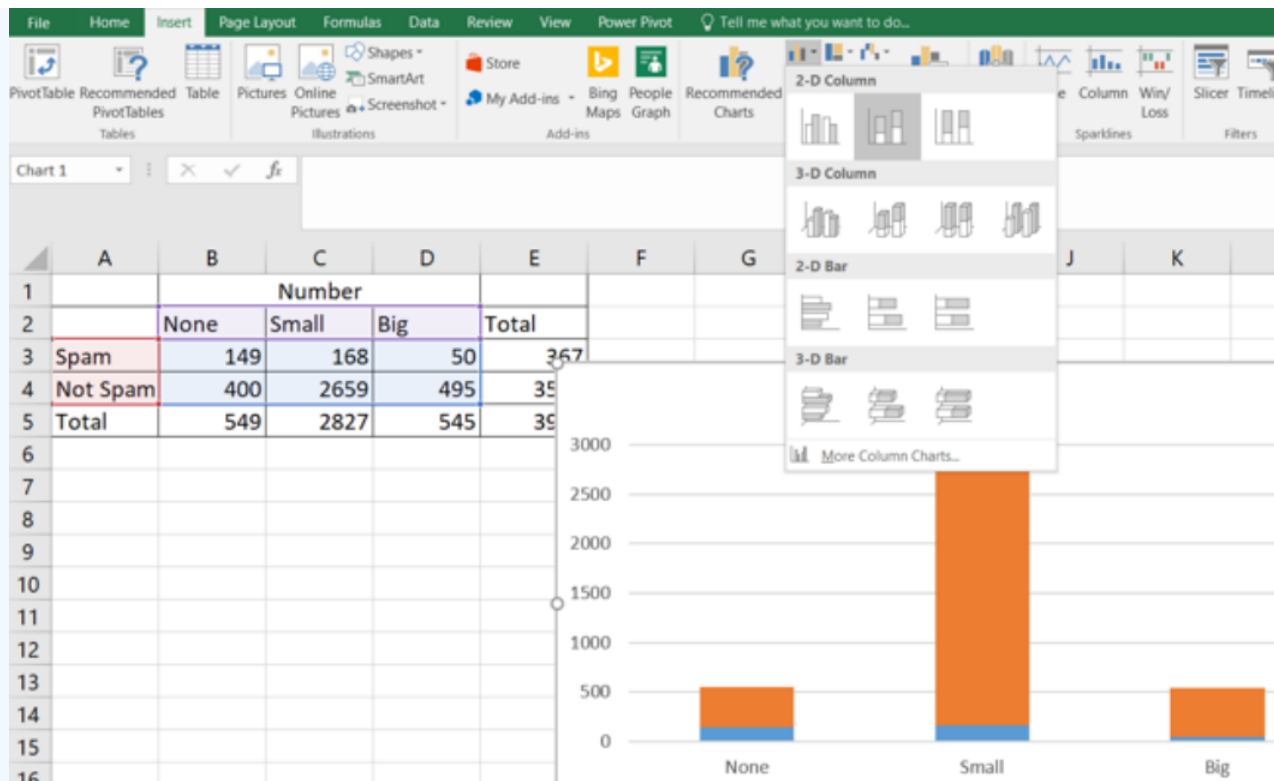 File Home Insert Page Layout Formulas Data Review View Power Pivot Tell me what you want to do...
PivotTable Recommended PivotTables Table
Tables
Pictures Online Pictures Shapes SmartArt Screenshot
Illustrations
Store
My Add-ins
Bing Maps People Graph
Add-ins
Recommended Charts
Column Win/Loss
Sparklines
Slicer
Filters
2-D Column
3-D Column
2-D Bar
3-D Bar
More Column Charts...
Chart 1 fx
A B C D E F G J K
1 Number
2 None Small Big Total
3 Spam 149 168 50 367
4 Not Spam 400 2659 495 35
5 Total 549 2827 545 39
6
7
8
9
10
11
12
13
14
15
16
3000
2500
2000
1500
1000
500
0
None Small Big